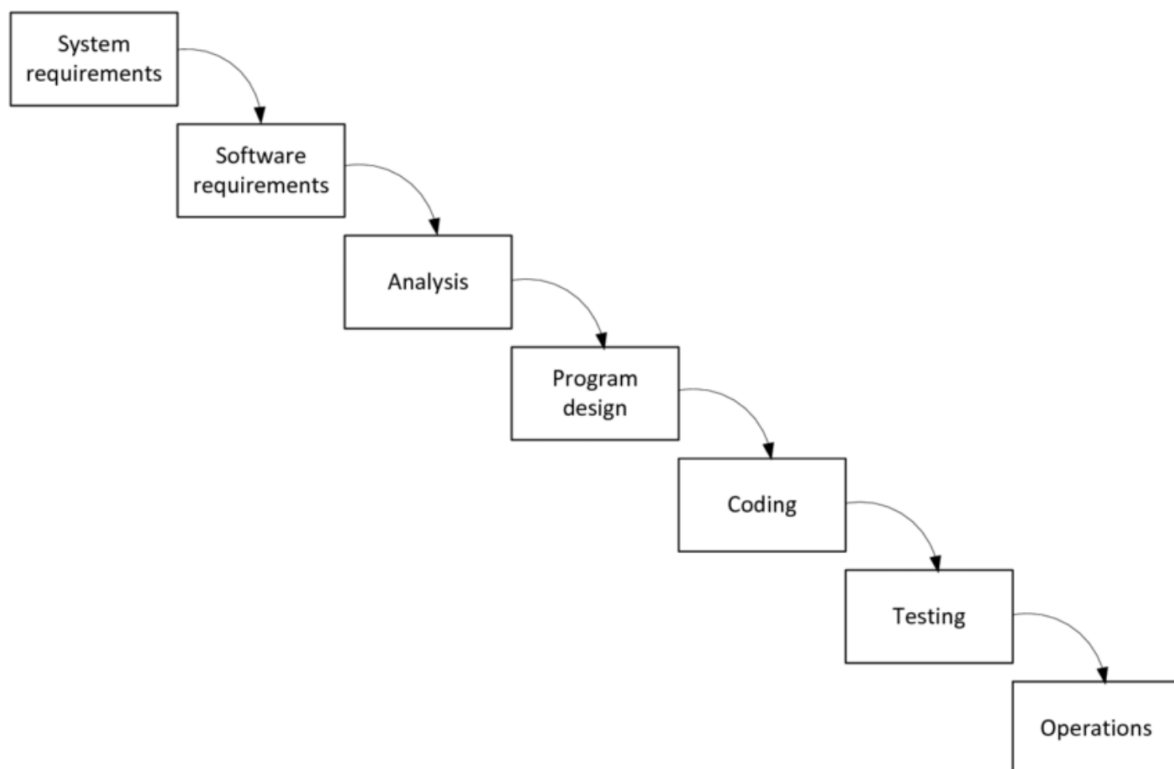 System
requirements
Software
requirements
Analysis
Program
design
Coding
Testing
Operations